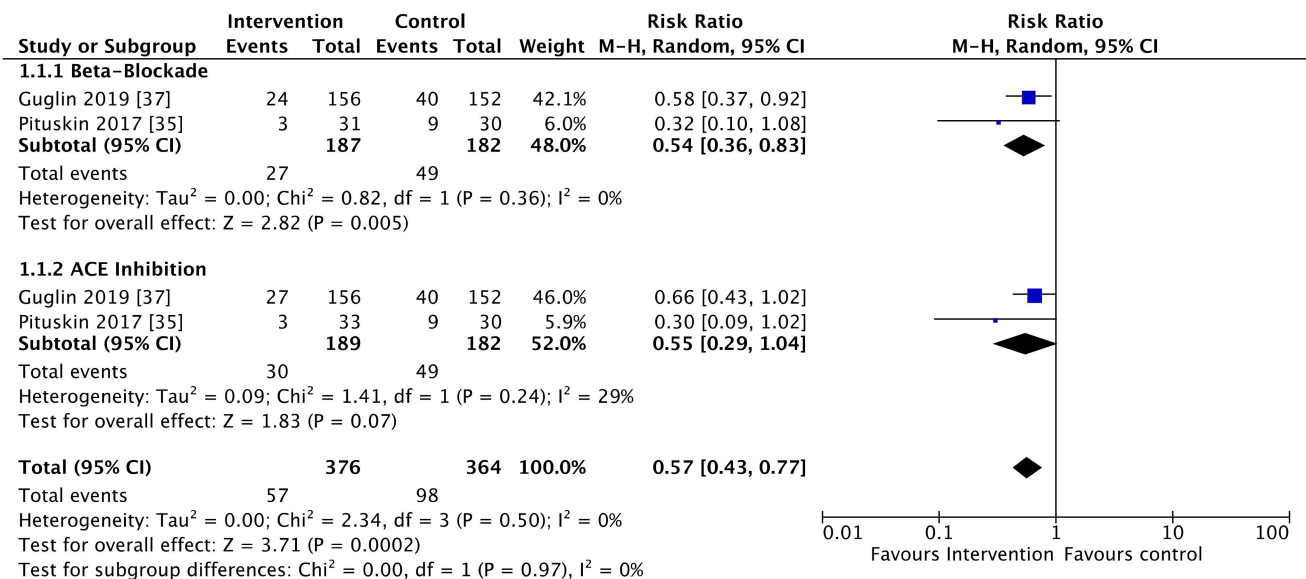 Intervention Control Risk Ratio Risk Ratio
Study or Subgroup Events Total Events Total Weight M-H, Random, 95% CI M-H, Random, 95% CI
1.1.1 Beta-Blockade
Guglin 2019 [37] 24 156 40 152 42.1% 0.58 [0.37, 0.92]
Pituskin 2017 [35] 3 31 9 30 6.0% 0.32 [0.10, 1.08]
Subtotal (95% CI) 187 182 48.0% 0.54 [0.36, 0.83]
Total events 27 49
Heterogeneity: Tau² = 0.00; Chi² = 0.82, df = 1 (P = 0.36); I² = 0%
Test for overall effect: Z = 2.82 (P = 0.005)
1.1.2 ACE Inhibition
Guglin 2019 [37] 27 156 40 152 46.0% 0.66 [0.43, 1.02]
Pituskin 2017 [35] 3 33 9 30 5.9% 0.30 [0.09, 1.02]
Subtotal (95% CI) 189 182 52.0% 0.55 [0.29, 1.04]
Total events 30 49
Heterogeneity: Tau² = 0.09; Chi² = 1.41, df = 1 (P = 0.24); I² = 29%
Test for overall effect: Z = 1.83 (P = 0.07)
Total (95% CI) 376 364 100.0% 0.57 [0.43, 0.77]
Total events 57 98
Heterogeneity: Tau² = 0.00; Chi² = 2.34, df = 3 (P = 0.50); I² = 0%
Test for overall effect: Z = 3.71 (P = 0.0002)
Test for subgroup differences: Chi² = 0.00, df = 1 (P = 0.97), I² = 0%
0.01 0.1 1 10 100
Favours Intervention Favours control